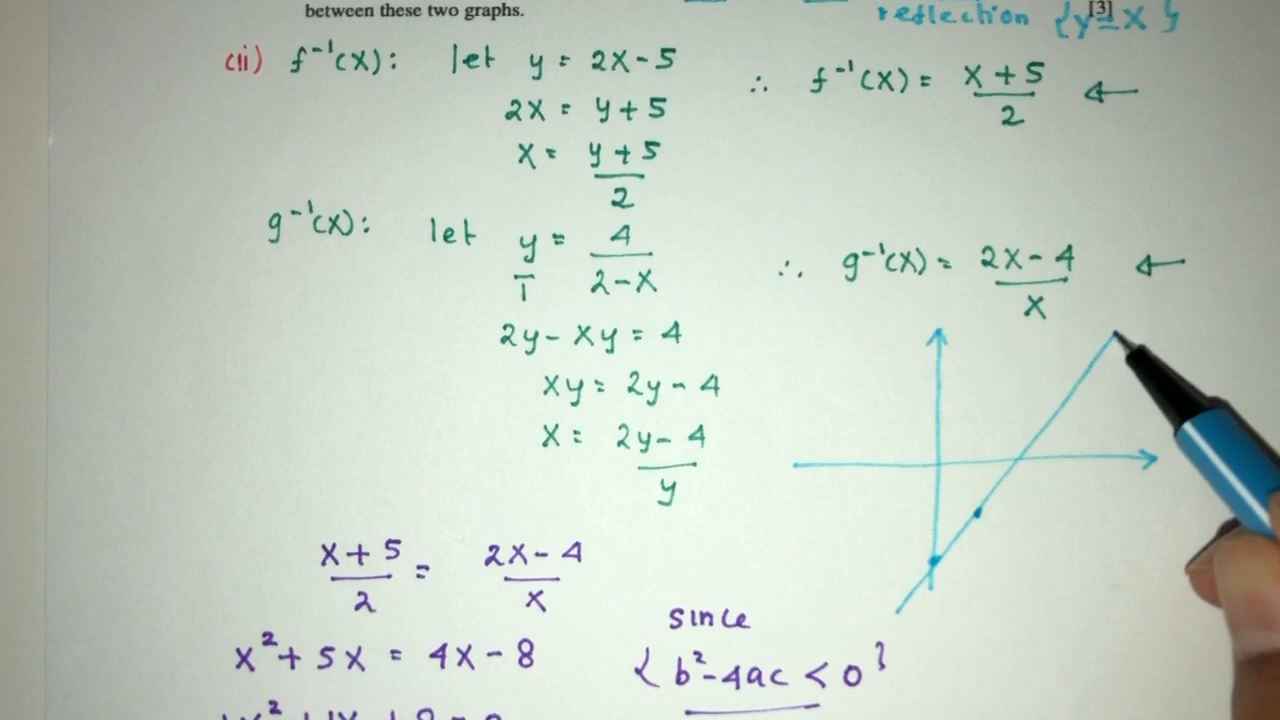 between these two graphs.
[3]
reflection {y=x}
(ii) f⁻¹(x): let y = 2x-5
2x = y+5
x = y+5/2
∴ f⁻¹(x) = x+5/2 ←
g⁻¹(x): let y/1 = 4/2-x
2y-xy = 4
xy = 2y-4
x = 2y-4/y
∴ g⁻¹(x) = 2x-4/x ←
x+5/2 = 2x-4/x
x²+5x = 4x-8
since
{b²-4ac < 0}